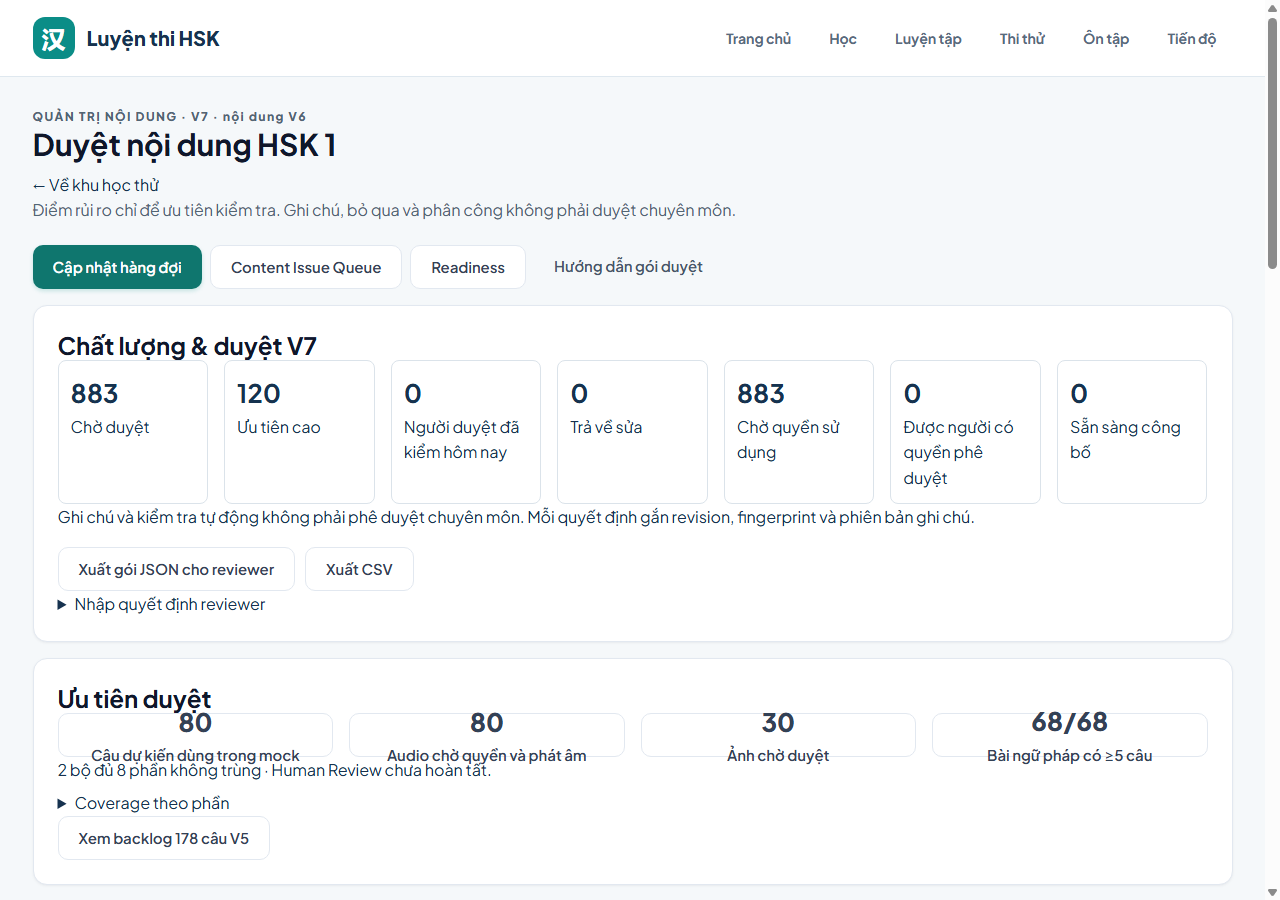 汉 Luyện thi HSK
Trang chủ Học Luyện tập Thi thử Ôn tập Tiến độ
QUẢN TRỊ NỘI DUNG · V7 · nội dung V6
Duyệt nội dung HSK 1
← Về khu học thử
Điểm rủi ro chỉ để ưu tiên kiểm tra. Ghi chú, bỏ qua và phân công không phải duyệt chuyên môn.
Cập nhật hàng đợi Content Issue Queue Readiness Hướng dẫn gói duyệt
Chất lượng & duyệt V7
883
Chờ duyệt
120
Ưu tiên cao
0
Người duyệt đã
kiểm hôm nay
0
Trả về sửa
883
Chờ quyền sử
dụng
0
Được người có
quyền phê
duyệt
0
Sẵn sàng công
bố
Ghi chú và kiểm tra tự động không phải phê duyệt chuyên môn. Mỗi quyết định gắn revision, fingerprint và phiên bản ghi chú.
Xuất gói JSON cho reviewer Xuất CSV
▶ Nhập quyết định reviewer
Ưu tiên duyệt
80
Câu dự kiến dùng trong mock
80
Audio chờ quyền và phát âm
30
Ảnh chờ duyệt
68/68
Bài ngữ pháp có ≥5 câu
2 bộ đủ 8 phần không trùng · Human Review chưa hoàn tất.
▶ Coverage theo phần
Xem backlog 178 câu V5